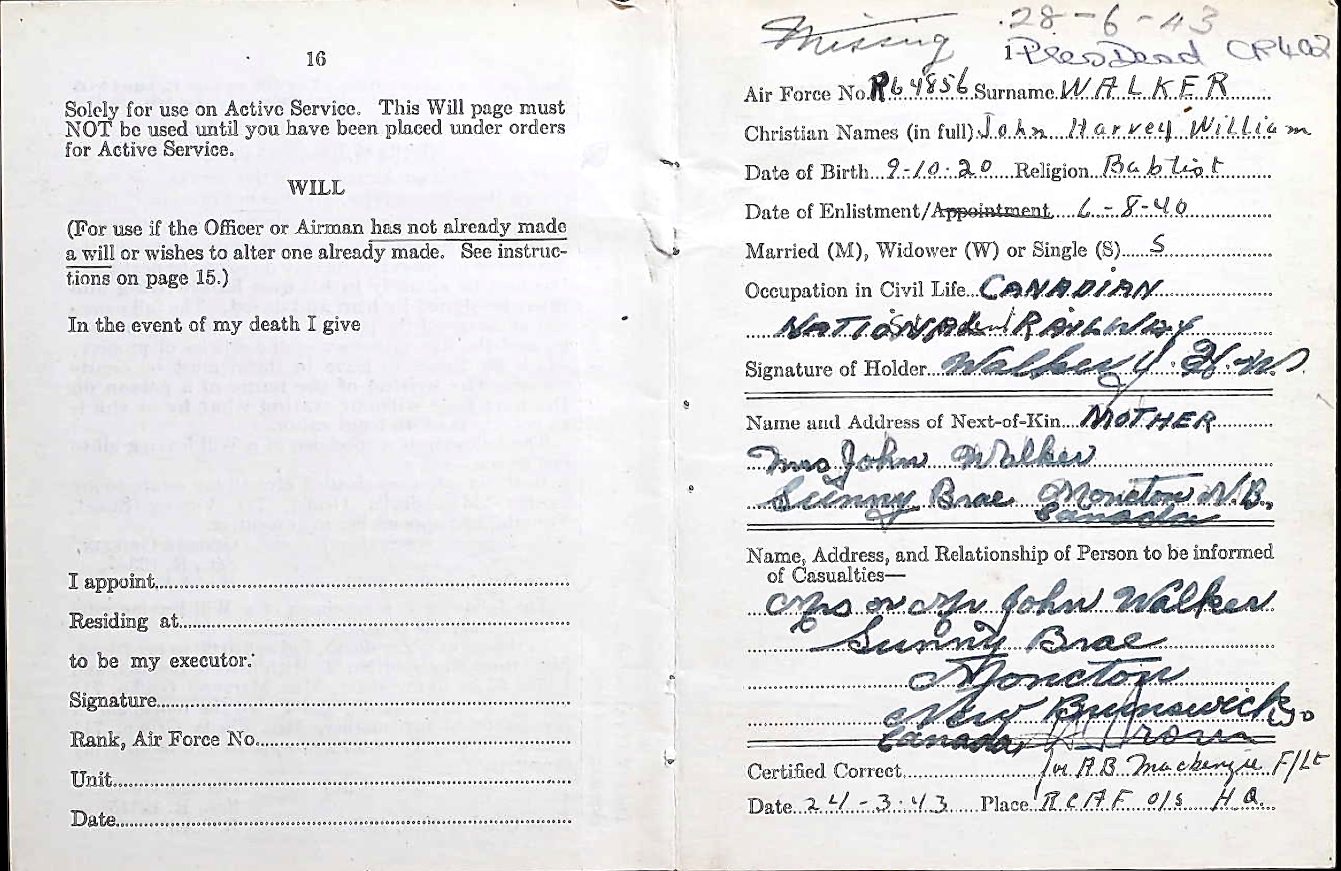 16
Solely for use on Active Service. This Will page must
NOT be used until you have been placed under orders
for Active Service.
WILL
(For use if the Officer or Airman has not already made
a will or wishes to alter one already made. See instruc-
tions on page 15.)
In the event of my death I give
I appoint
Residing at
to be my executor.
Signature
Rank, Air Force No.
Unit
Date
Missing 28-6-43
Pres Dead
Air Force No. R64856 Surname WALKER
Christian Names (in full) John Harvey William
Date of Birth 9-10-20 Religion Babtist
Date of Enlistment/Appointment 6-8-40
Married (M), Widower (W) or Single (S) S
Occupation in Civil Life CANADIAN
NATIONAL RAILWAY
Signature of Holder Walker J. H. W.
Name and Address of Next-of-Kin MOTHER
Mrs John Walker
Sunny Brae Moncton N.B.,
Canada
Name, Address, and Relationship of Person to be informed
of Casualties—
Mrs or Mr John Walker
Sunny Brae
Moncton
New Brunswick
Canada
Certified Correct for A.B. Mackenzie F/Lt
Date 24-3-43 Place R.C.A.F. O/S H.Q.